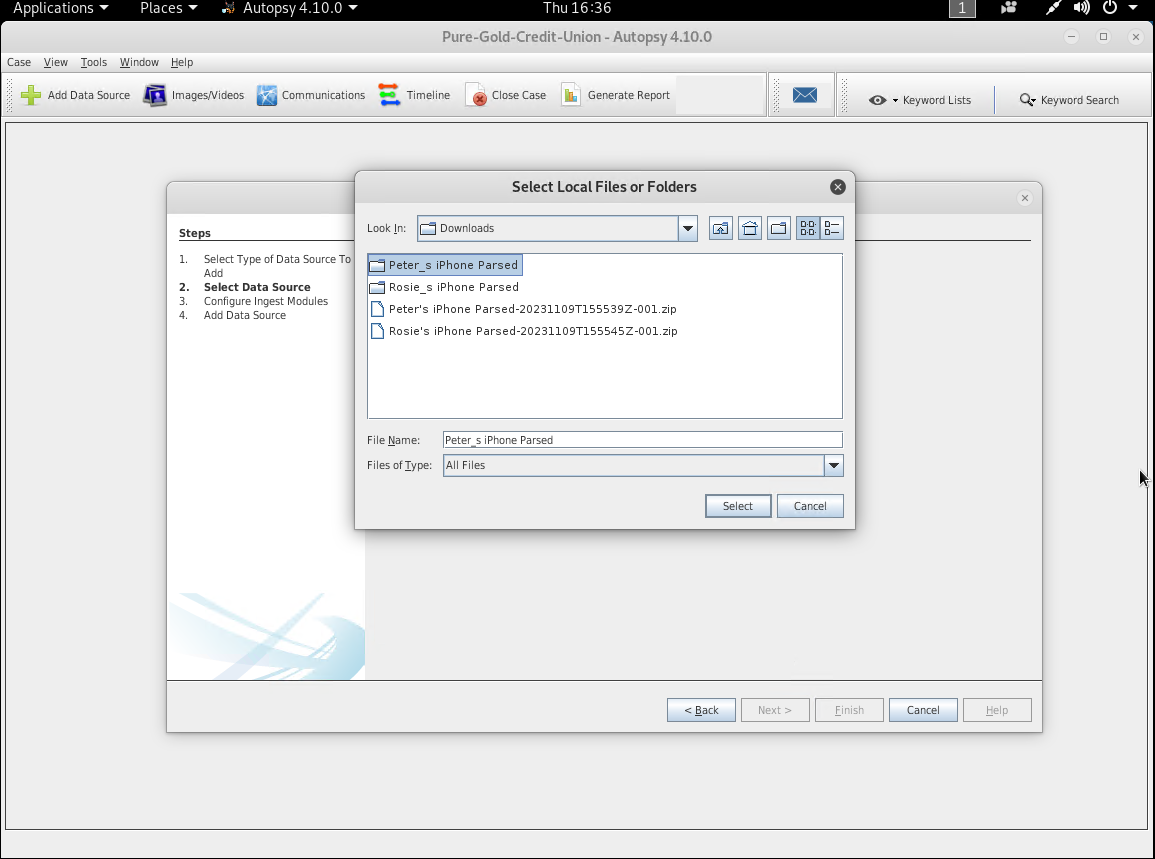 Applications Places Autopsy 4.10.0 Thu 16:36 1
Pure-Gold-Credit-Union - Autopsy 4.10.0
Case View Tools Window Help
Add Data Source Images/Videos Communications Timeline Close Case Generate Report Keyword Lists Keyword Search
Select Local Files or Folders
Steps
1. Select Type of Data Source To
Add
2. Select Data Source
3. Configure Ingest Modules
4. Add Data Source
Look In: Downloads
Peter_s iPhone Parsed
Rosie_s iPhone Parsed
Peter's iPhone Parsed-20231109T155539Z-001.zip
Rosie's iPhone Parsed-20231109T155545Z-001.zip
File Name: Peter_s iPhone Parsed
Files of Type: All Files
Select Cancel
< Back Next > Finish Cancel Help